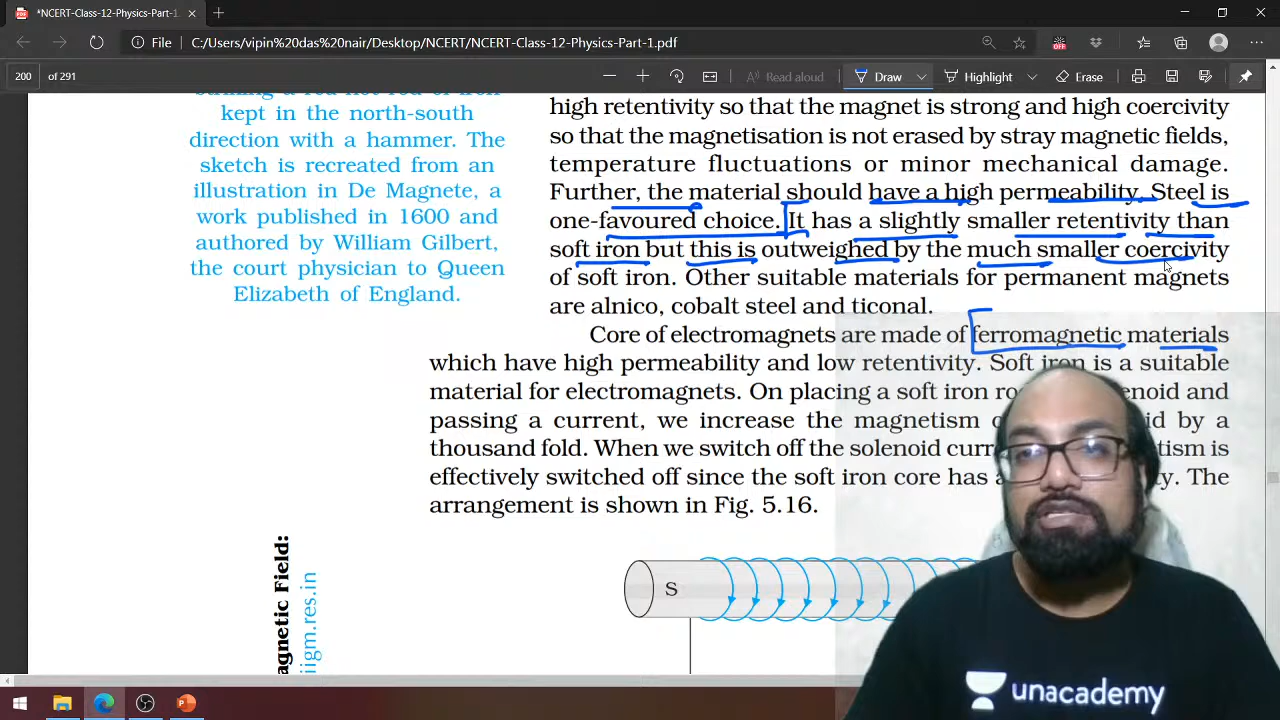 *NCERT-Class-12-Physics-Part-1.
File
C:/Users/vipin%20das%20nair/Desktop/NCERT/NCERT-Class-12-Physics-Part-1.pdf
OFF
200 of 291
Read aloud
Draw
Highlight
Erase
kept in the north-south
direction with a hammer. The
sketch is recreated from an
illustration in De Magnete, a
work published in 1600 and
authored by William Gilbert,
the court physician to Queen
Elizabeth of England.
high retentivity so that the magnet is strong and high coercivity
so that the magnetisation is not erased by stray magnetic fields,
temperature fluctuations or minor mechanical damage.
Further, the material should have a high permeability. Steel is
one-favoured choice. It has a slightly smaller retentivity than
soft iron but this is outweighed by the much smaller coercivity
of soft iron. Other suitable materials for permanent magnets
are alnico, cobalt steel and ticonal.
Core of electromagnets are made of ferromagnetic materials
which have high permeability and low retentivity. Soft iron is a suitable
material for electromagnets. On placing a soft iron and
passing a current, we increase the magnetism by a
thousand fold. When we switch off the solenoid is
effectively switched off since the soft iron core has The
arrangement is shown in Fig. 5.16.
S
agnetic Field:
iigm.res.in
unacademy